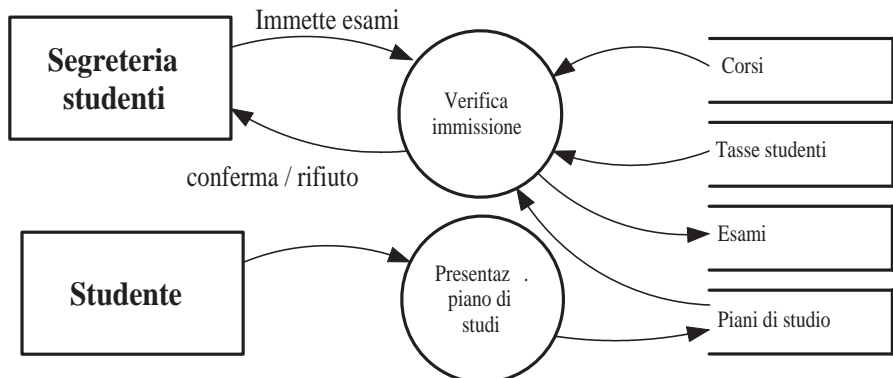 Immette esami
Segreteria
studenti
Verifica
immissione
conferma / rifiuto
Corsi
Tasse studenti
Esami
Piani di studio
Studente
Presentaz .
piano di
studi